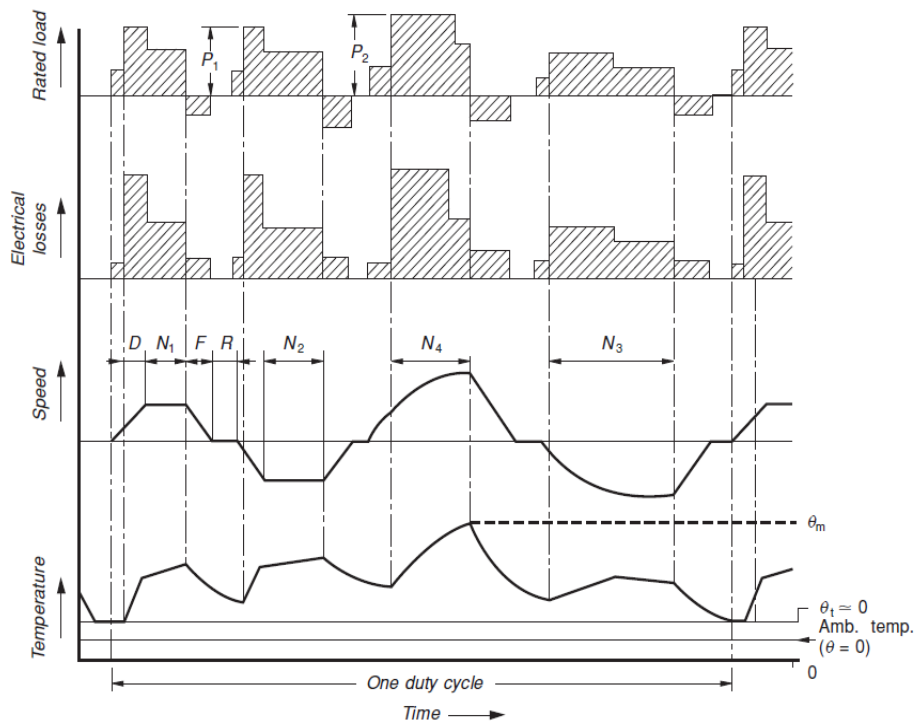 Rated load
P₁
P₂
Electrical
losses
D
N₁
F
R
N₂
N₄
N₃
Speed
θₘ
Temperature
θₜ ≃ 0
Amb. temp.
(θ = 0)
0
One duty cycle
Time